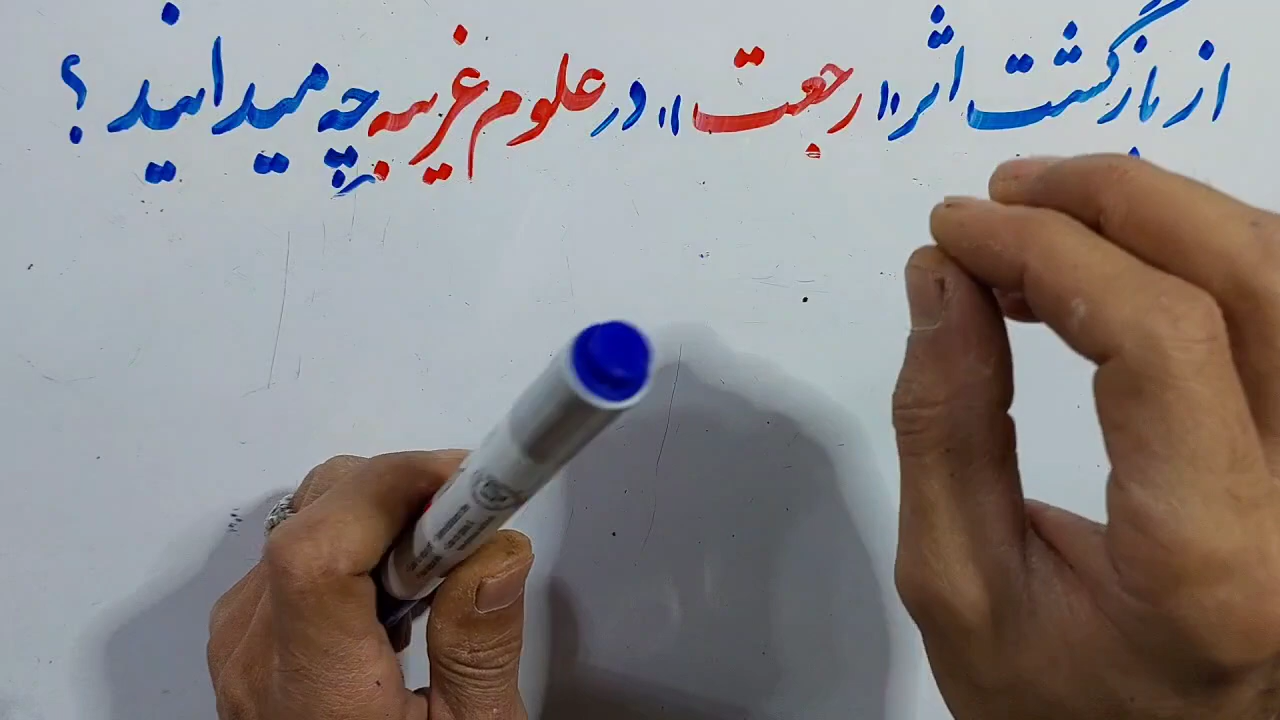 از بازگشت اثر « رجعت » در علوم غریبه چه میدانید ؟